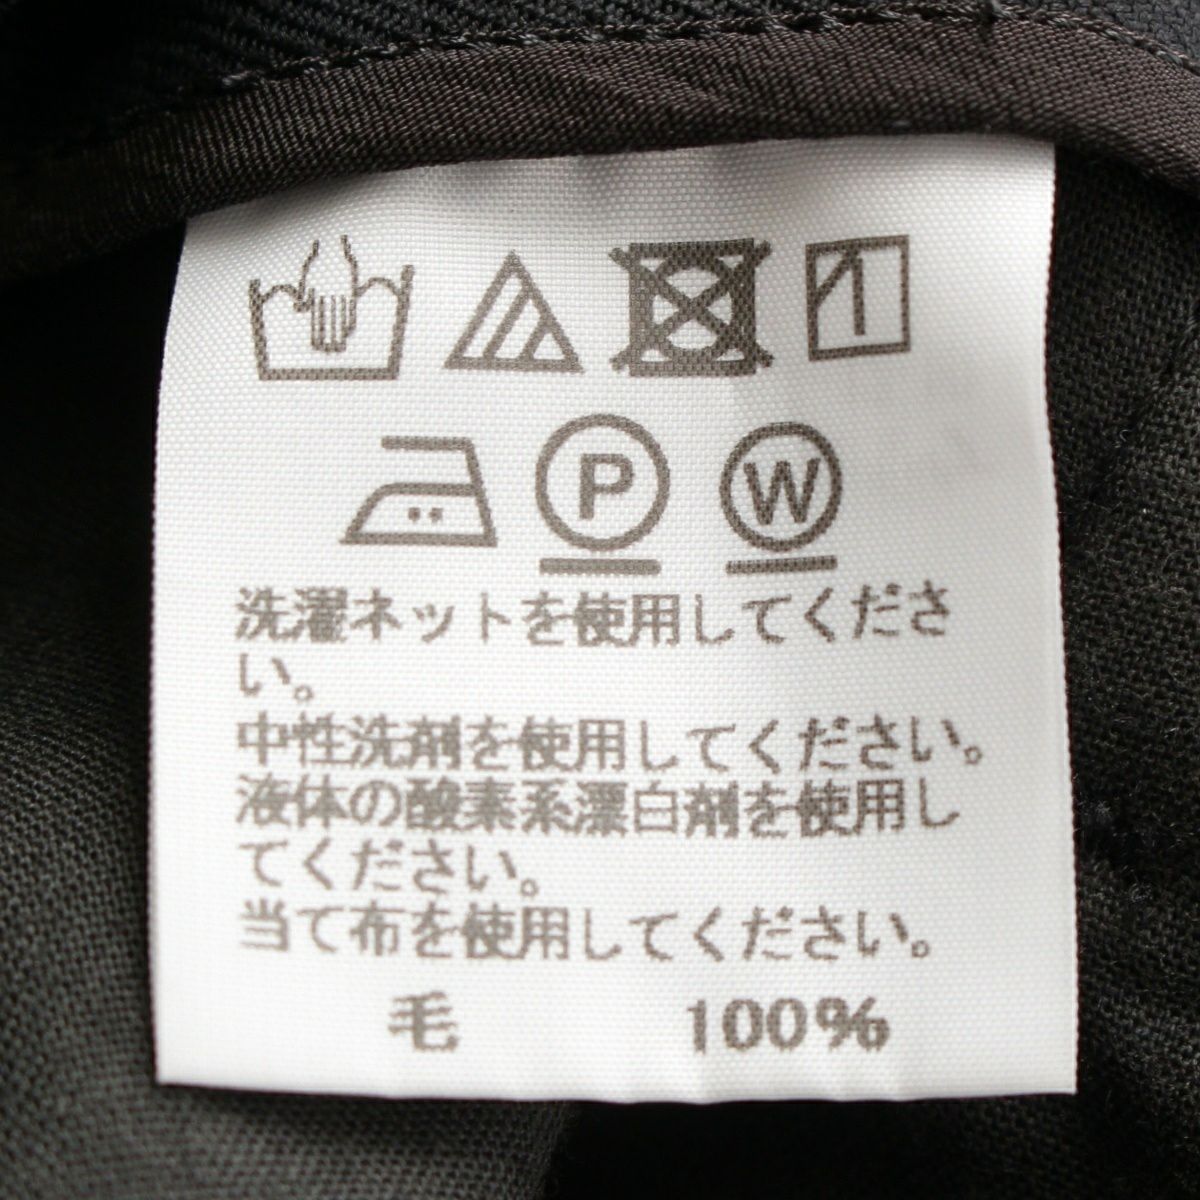 P W
洗濯ネットを使用してくださ
い。
中性洗剤を使用してください。
液体の酸素系漂白剤を使用し
てください。
当て布を使用してください。
毛 100%